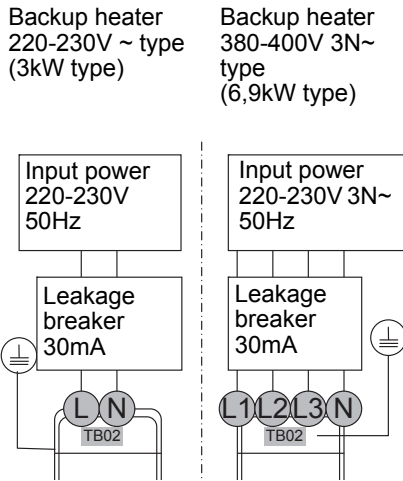 Backup heater
220-230V ~ type
(3kW type)
Backup heater
380-400V 3N~
type
(6,9kW type)
Input power
220-230V
50Hz
Input power
220-230V 3N~
50Hz
Leakage
breaker
30mA
Leakage
breaker
30mA
L N
TB02
L1 L2 L3 N
TB02